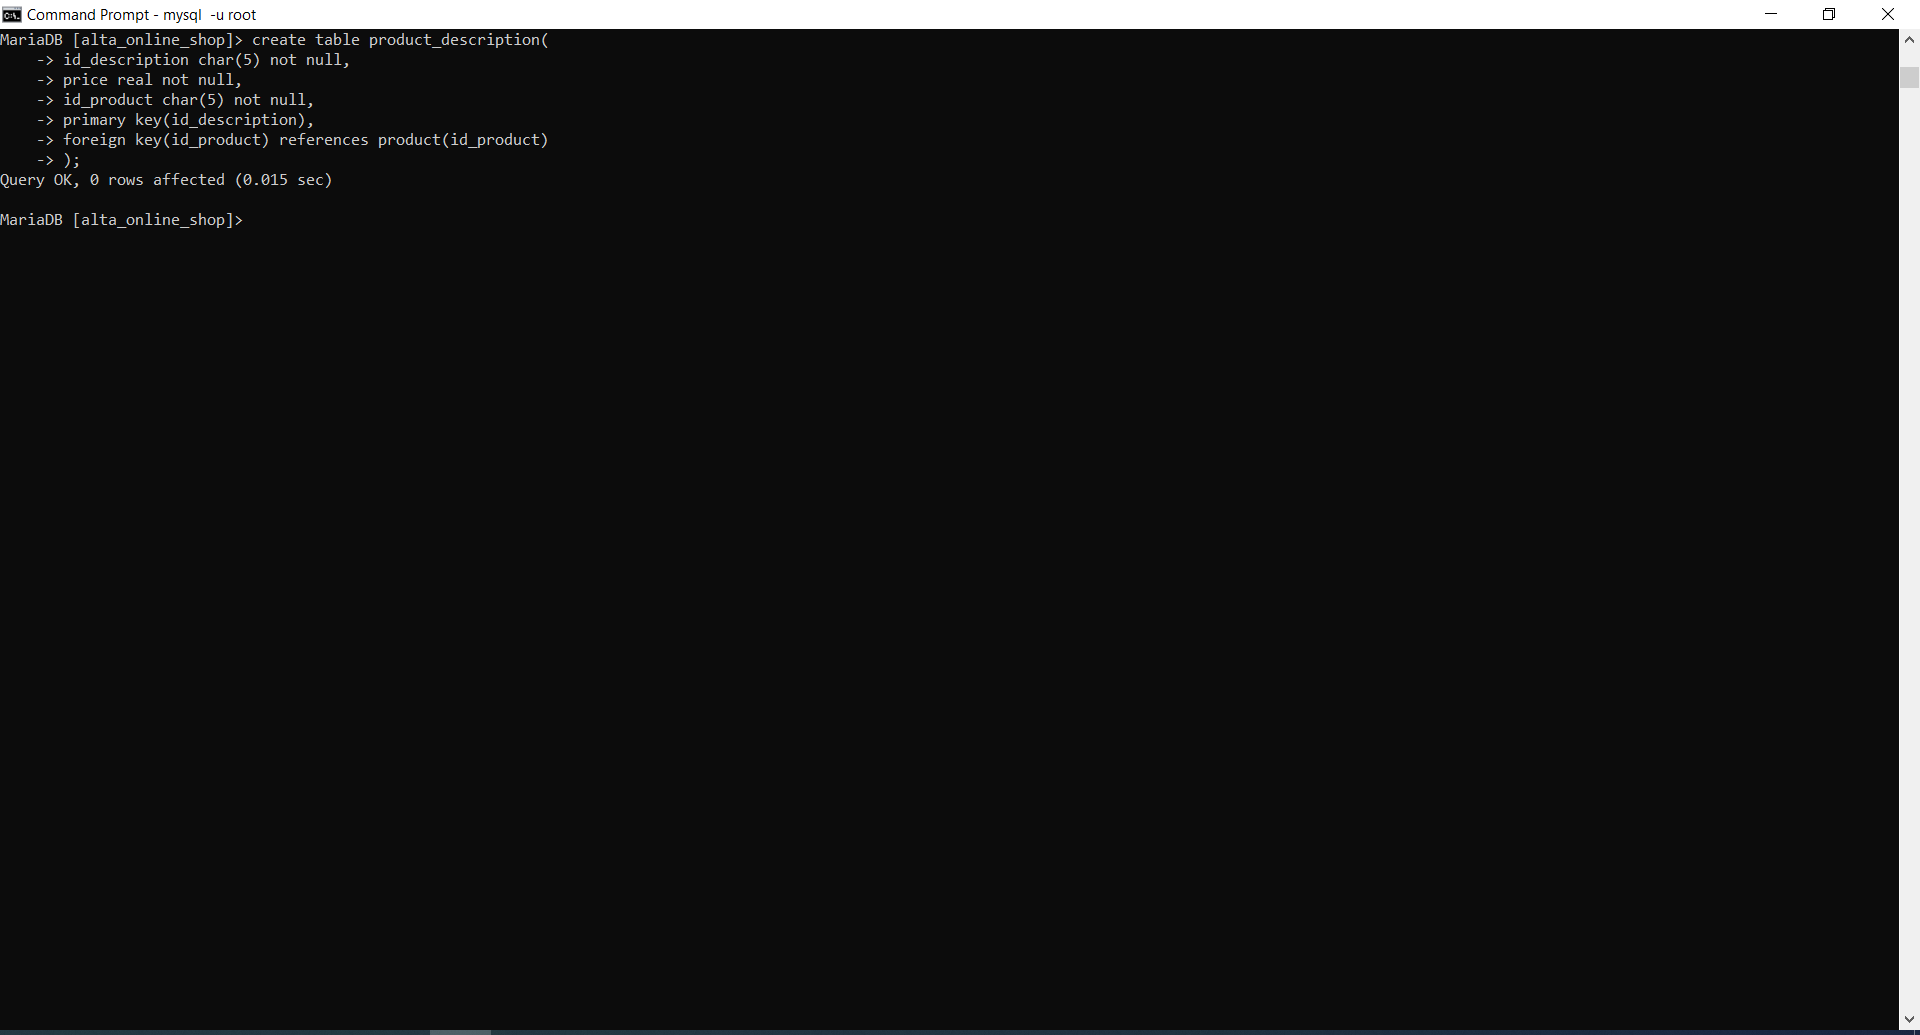 Command Prompt - mysql  -u root
MariaDB [alta_online_shop]> create table product_description(
    -> id_description char(5) not null,
    -> price real not null,
    -> id_product char(5) not null,
    -> primary key(id_description),
    -> foreign key(id_product) references product(id_product)
    -> );
Query OK, 0 rows affected (0.015 sec)

MariaDB [alta_online_shop]>